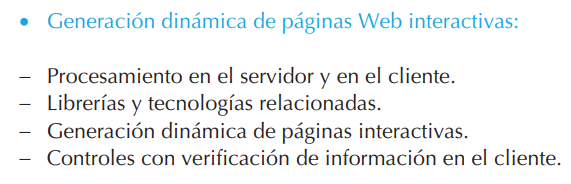 • Generación dinámica de páginas Web interactivas:
– Procesamiento en el servidor y en el cliente.
– Librerías y tecnologías relacionadas.
– Generación dinámica de páginas interactivas.
– Controles con verificación de información en el cliente.